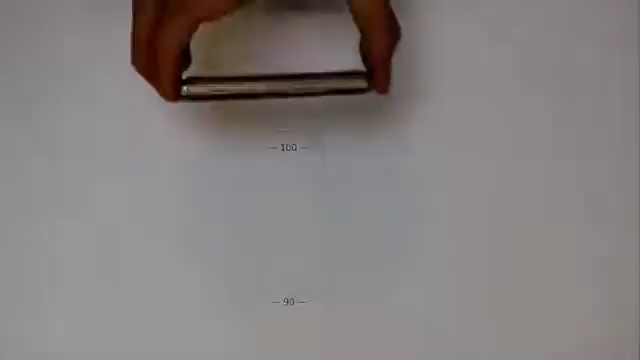 — 100 —
— 90 —